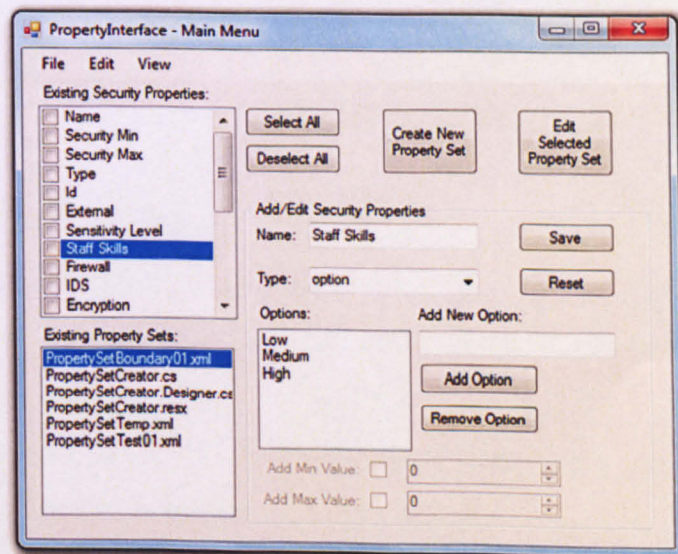 PropertyInterface - Main Menu
File Edit View
Existing Security Properties:
Name
Security Min
Security Max
Type
Id
External
Sensitivity Level
Staff Skills
Firewall
IDS
Encryption
Select All
Deselect All
Create New
Property Set
Edit
Selected
Property Set
Add/Edit Security Properties
Name: Staff Skills
Save
Type: option
Reset
Options:
Low
Medium
High
Add New Option:
Add Option
Remove Option
Add Min Value: 0
Add Max Value: 0
Existing Property Sets:
PropertySetBoundary01.xml
PropertySetCreator.cs
PropertySetCreator.Designer.cs
PropertySetCreator.resx
PropertySetTemp.xml
PropertySetTest01.xml